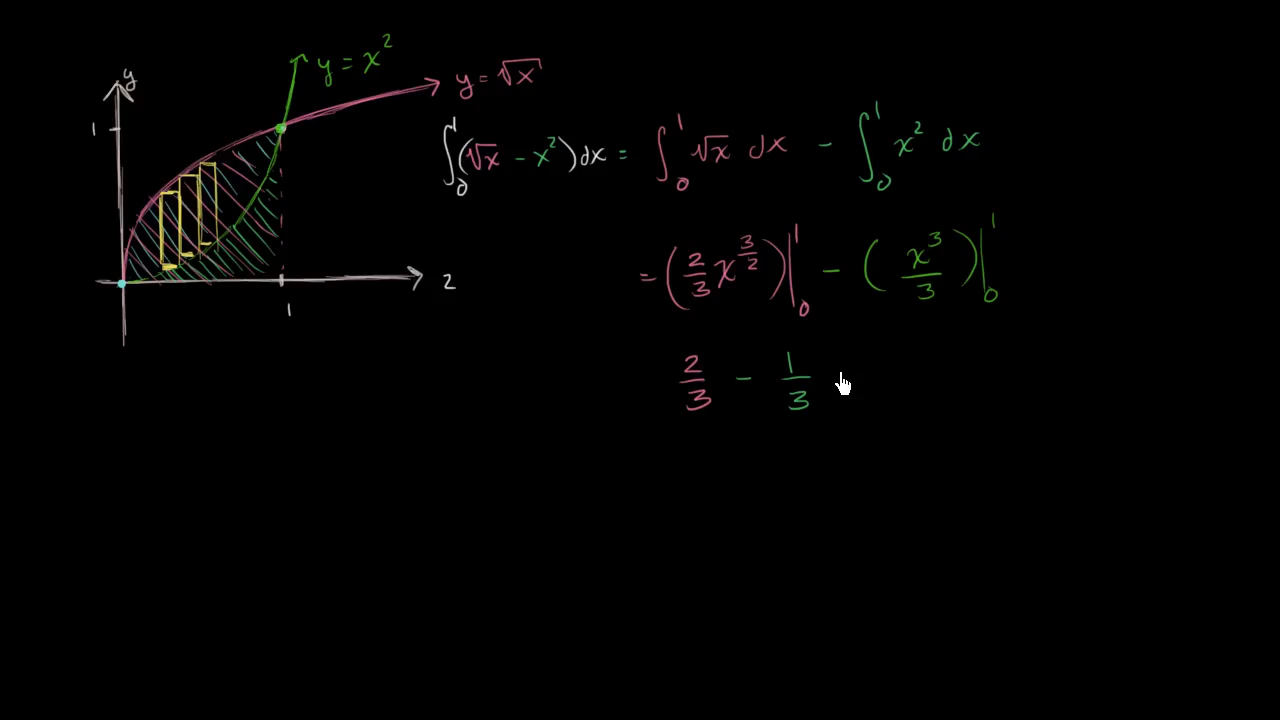 y = x²
y
y = √x
1
∫₀¹ (√x - x²) dx = ∫₀¹ √x dx - ∫₀¹ x² dx
= (2/3 x^(3/2)) |₀¹ - (x³/3) |₀¹
2
1
2/3 - 1/3